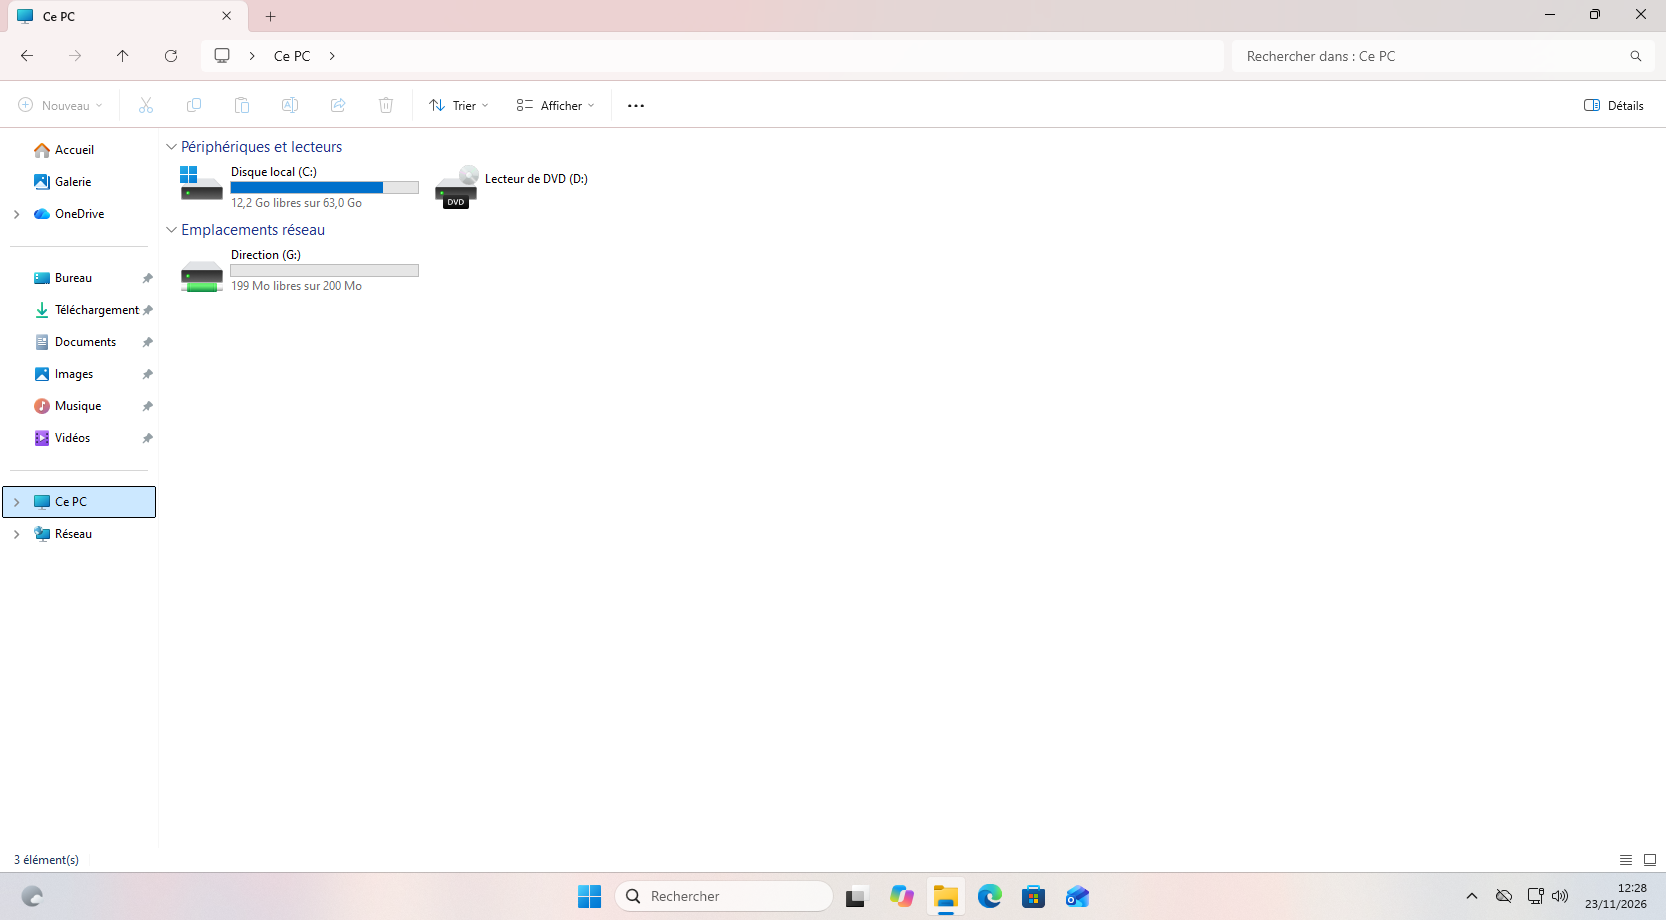 Ce PC
Ce PC
Rechercher dans : Ce PC
Nouveau
Trier
Afficher
Détails
Accueil
Galerie
OneDrive
Bureau
Téléchargement
Documents
Images
Musique
Vidéos
Ce PC
Réseau
Périphériques et lecteurs
Disque local (C:)
12,2 Go libres sur 63,0 Go
DVD
Lecteur de DVD (D:)
Emplacements réseau
Direction (G:)
199 Mo libres sur 200 Mo
3 élément(s)
Rechercher
12:28
23/11/2026